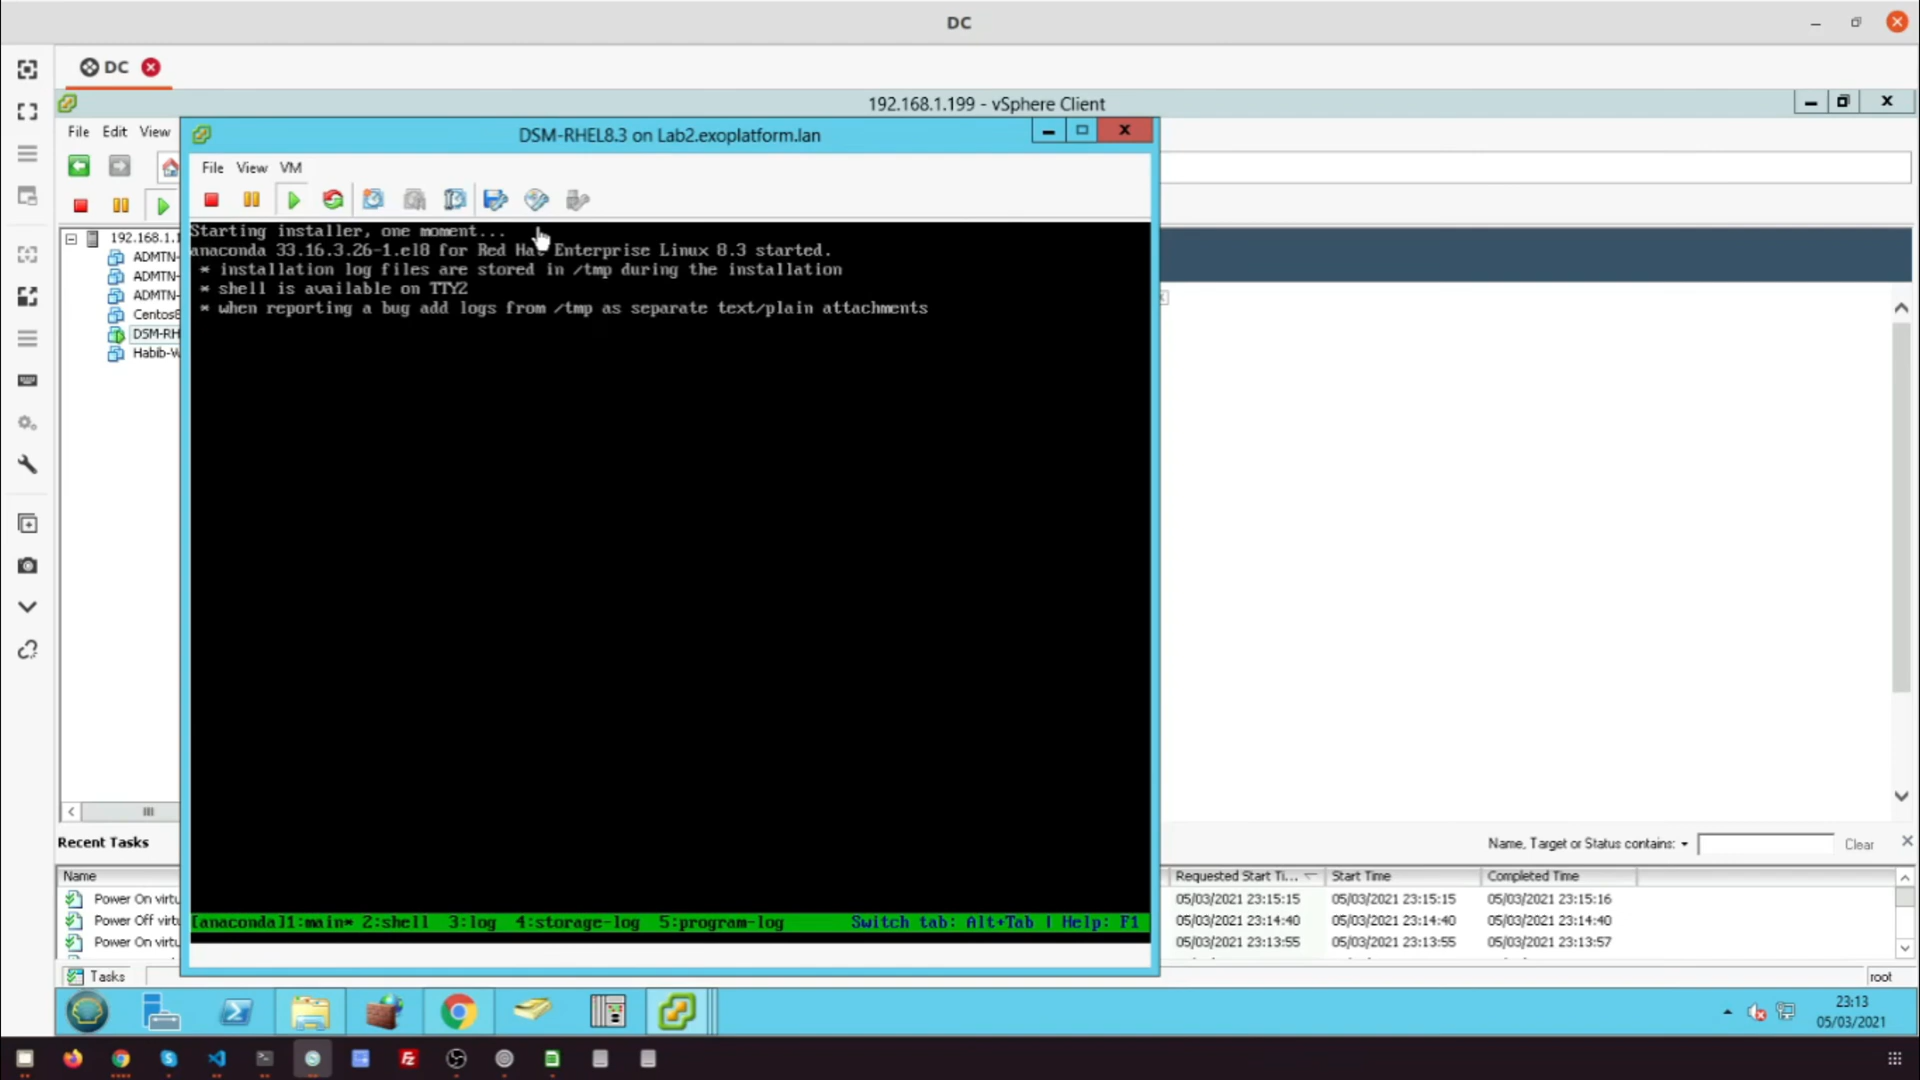 DC
DC
192.168.1.199 - vSphere Client
File Edit View
DSM-RHEL8.3 on Lab2.exoplatform.lan
File View VM
192.168.1.1
ADMTN-
ADMTN-
ADMTN-
Centos8
DSM-RH
Habib-W
Starting installer, one moment...
anaconda 33.16.3.26-1.el8 for Red Hat Enterprise Linux 8.3 started.
* installation log files are stored in /tmp during the installation
* shell is available on TTY2
* when reporting a bug add logs from /tmp as separate text/plain attachments
[anaconda]1:main* 2:shell 3:log 4:storage-log 5:program-log Switch tab: Alt+Tab | Help: F1
Recent Tasks
Name, Target or Status contains: Clear
Name Requested Start Ti... Start Time Completed Time
Power On virtu 05/03/2021 23:15:15 05/03/2021 23:15:15 05/03/2021 23:15:16
Power Off virtu 05/03/2021 23:14:40 05/03/2021 23:14:40 05/03/2021 23:14:40
Power On virtu 05/03/2021 23:13:55 05/03/2021 23:13:55 05/03/2021 23:13:57
Tasks
root
23:13
05/03/2021